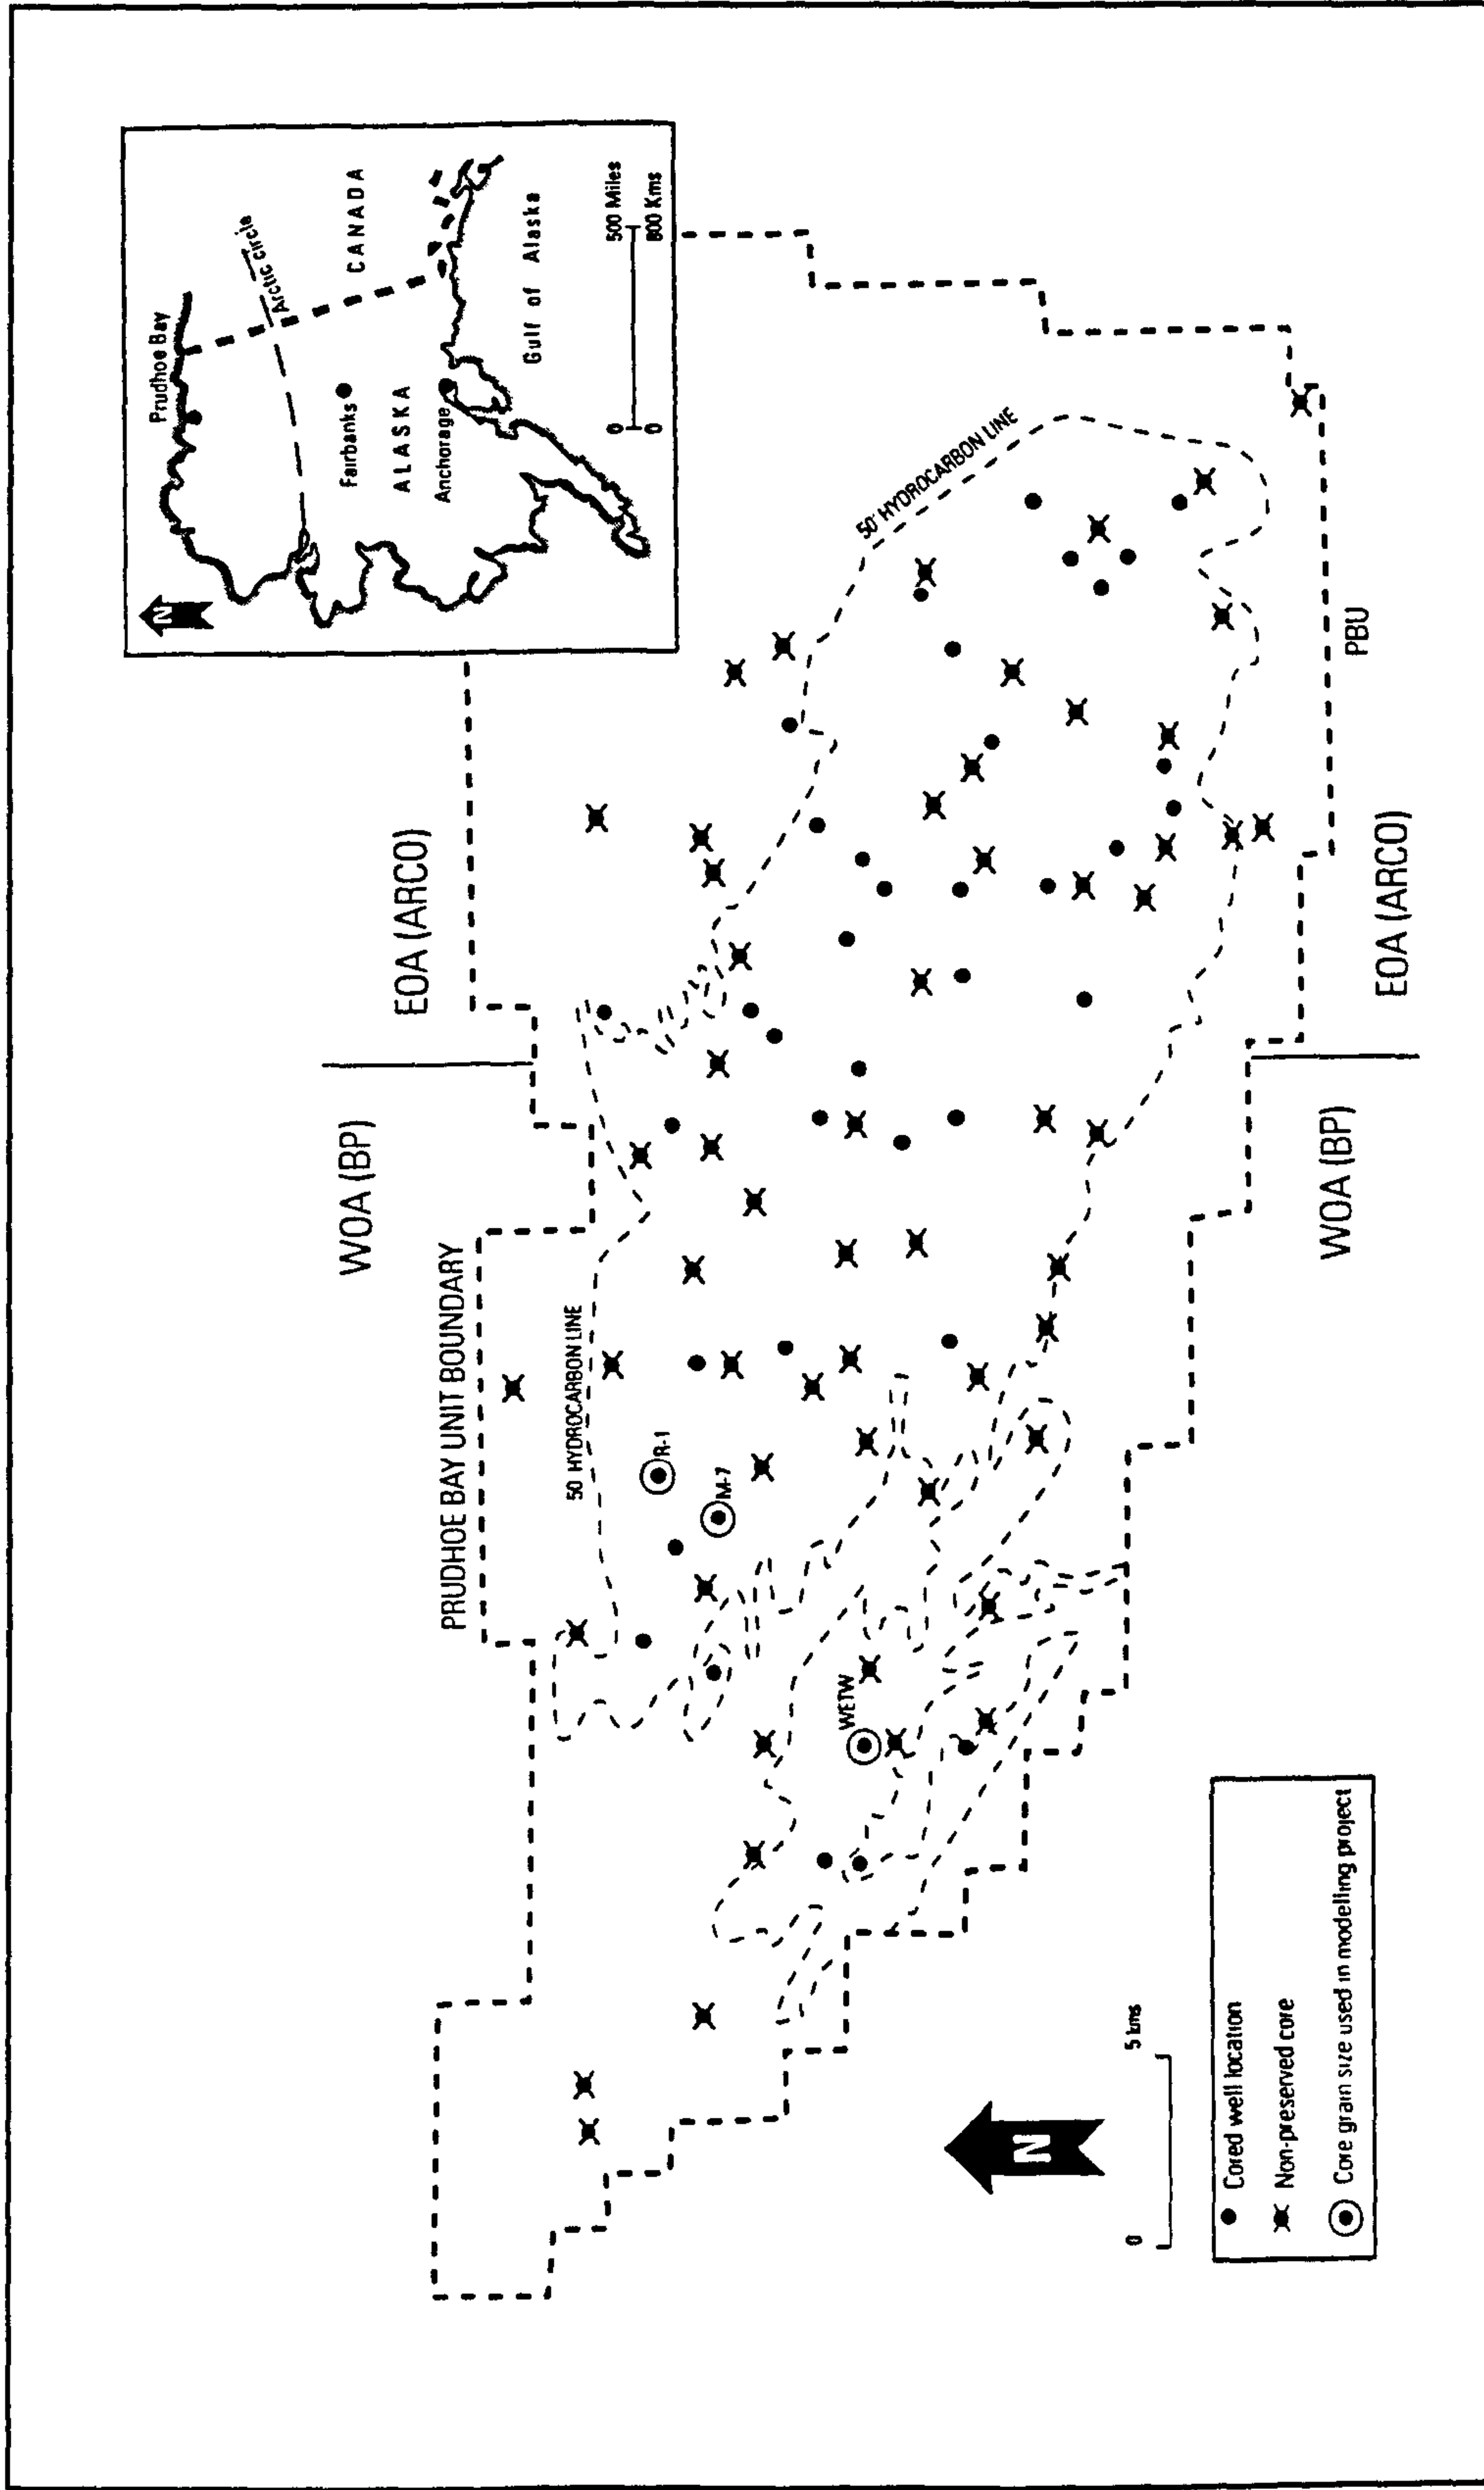 N
Prudhoe Bay
Arctic circle
Fairbanks
CANADA
ALASKA
Anchorage
Gulf of Alaska
0 500 Miles
0 800 Kms
WOA (BP)
EOA (ARCO)
PRUDHOE BAY UNIT BOUNDARY
50 HYDROCARBON LINE
50' HYDROCARBON LINE
R-1
M-7
WETW
PBU
WOA (BP)
EOA (ARCO)
N
0 5 kms
Cored well location
Non-preserved core
Core grain size used in modelling project